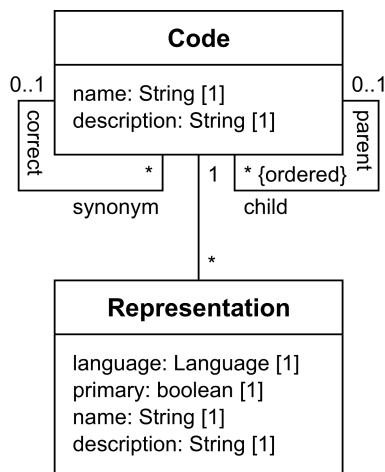 Code
0..1
0..1
name: String [1]
description: String [1]
correct
parent
*
1
* {ordered}
synonym
child
*
Representation
language: Language [1]
primary: boolean [1]
name: String [1]
description: String [1]